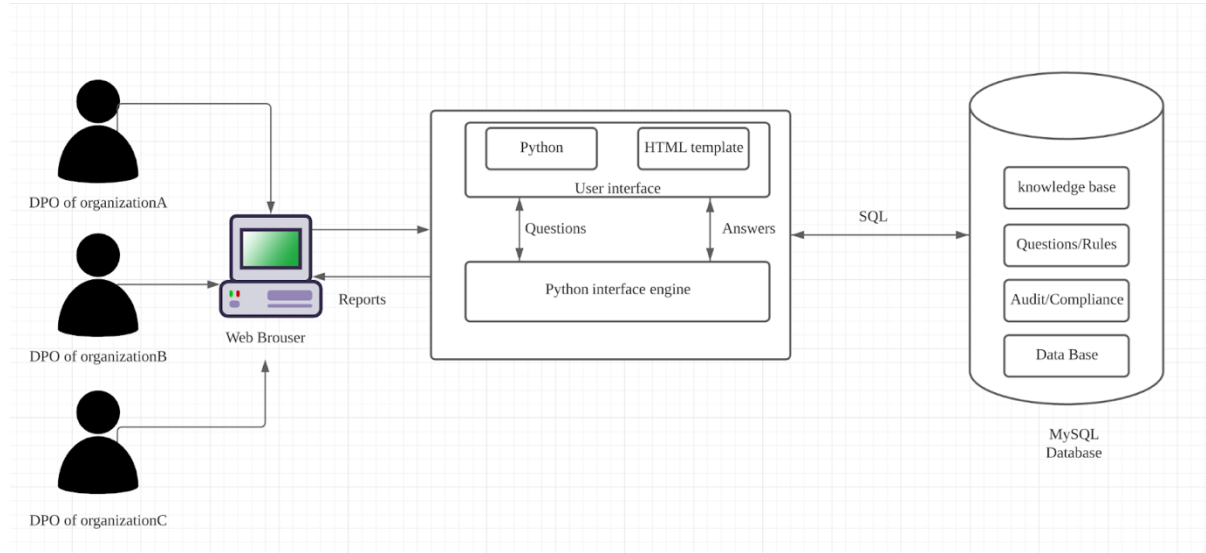 DPO of organizationA
DPO of organizationB
DPO of organizationC
Web Brouser
Reports
Python
HTML template
User interface
Questions
Answers
Python interface engine
SQL
knowledge base
Questions/Rules
Audit/Compliance
Data Base
MySQL
Database